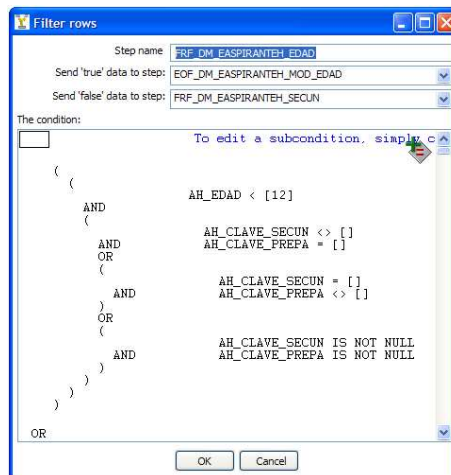 Filter rows
Step name FRF_DM_EASPIRANTEH_EDAD
Send 'true' data to step: EOF_DM_EASPIRANTEH_MOD_EDAD
Send 'false' data to step: FRF_DM_EASPIRANTEH_SECUN
The condition:
To edit a subcondition, simply c
(
(
AH_EDAD < [12]
AND
(
AH_CLAVE_SECUN <> []
AND AH_CLAVE_PREPA = []
OR
(
AH_CLAVE_SECUN = []
AND AH_CLAVE_PREPA <> []
)
OR
(
AH_CLAVE_SECUN IS NOT NULL
AND AH_CLAVE_PREPA IS NOT NULL
)
)
)
)
OR
OK Cancel